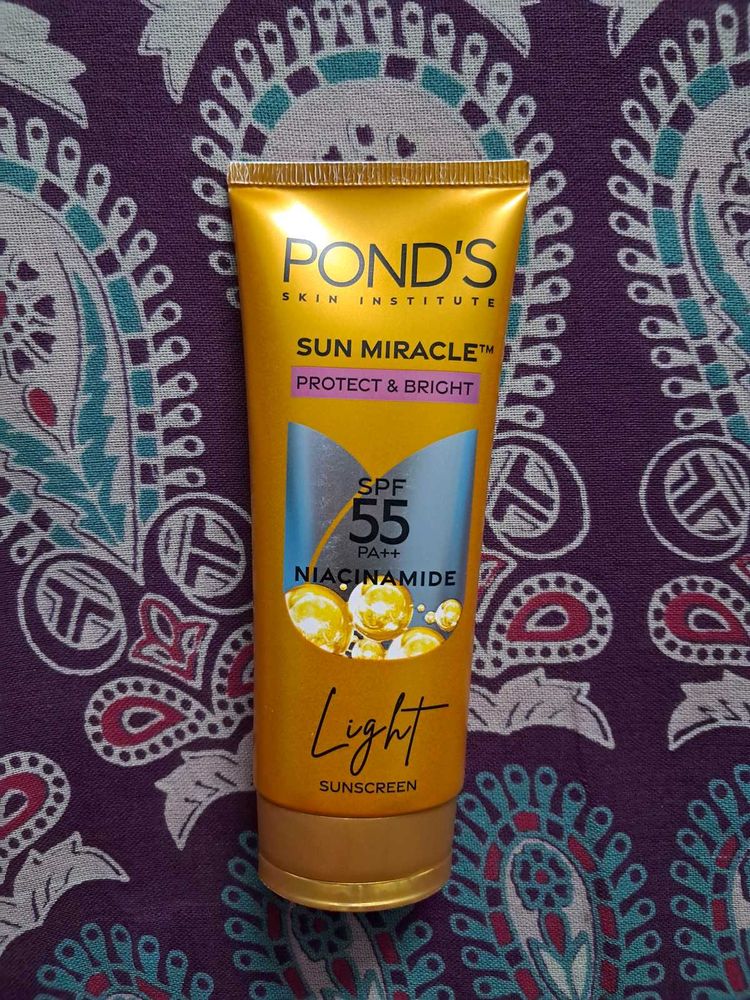 POND'S
SKIN INSTITUTE
SUN MIRACLE™
PROTECT & BRIGHT
SPF
55
PA++
NIACINAMIDE
Light
SUNSCREEN